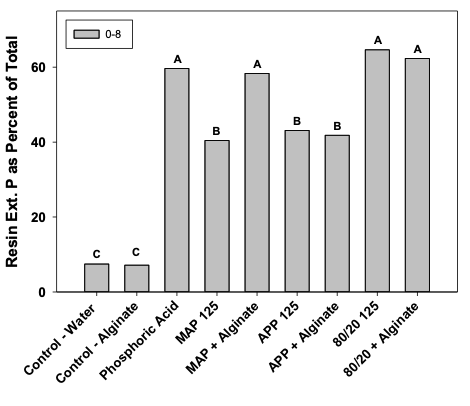 0-8
Resin Ext. P as Percent of Total
60
40
20
0
A
B
A
B
B
A
A
C
C
Control - Water
Control - Alginate
Phosphoric Acid
MAP 125
MAP + Alginate
APP 125
APP + Alginate
80/20 125
80/20 + Alginate